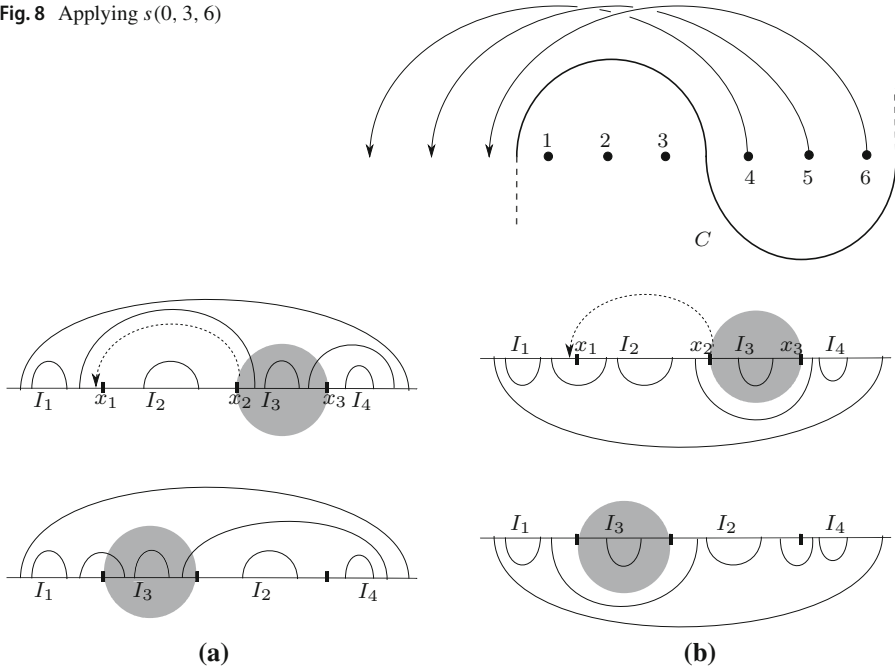 Fig. 8 Applying s(0, 3, 6)
1 2 3
4 5 6
C
I₁ x₁ I₂ x₂ I₃ x₃ I₄
I₁ x₁ I₂ x₂ I₃ x₃ I₄
I₁ I₃ I₂ I₄
I₁ I₃ I₂ I₄
(a) (b)